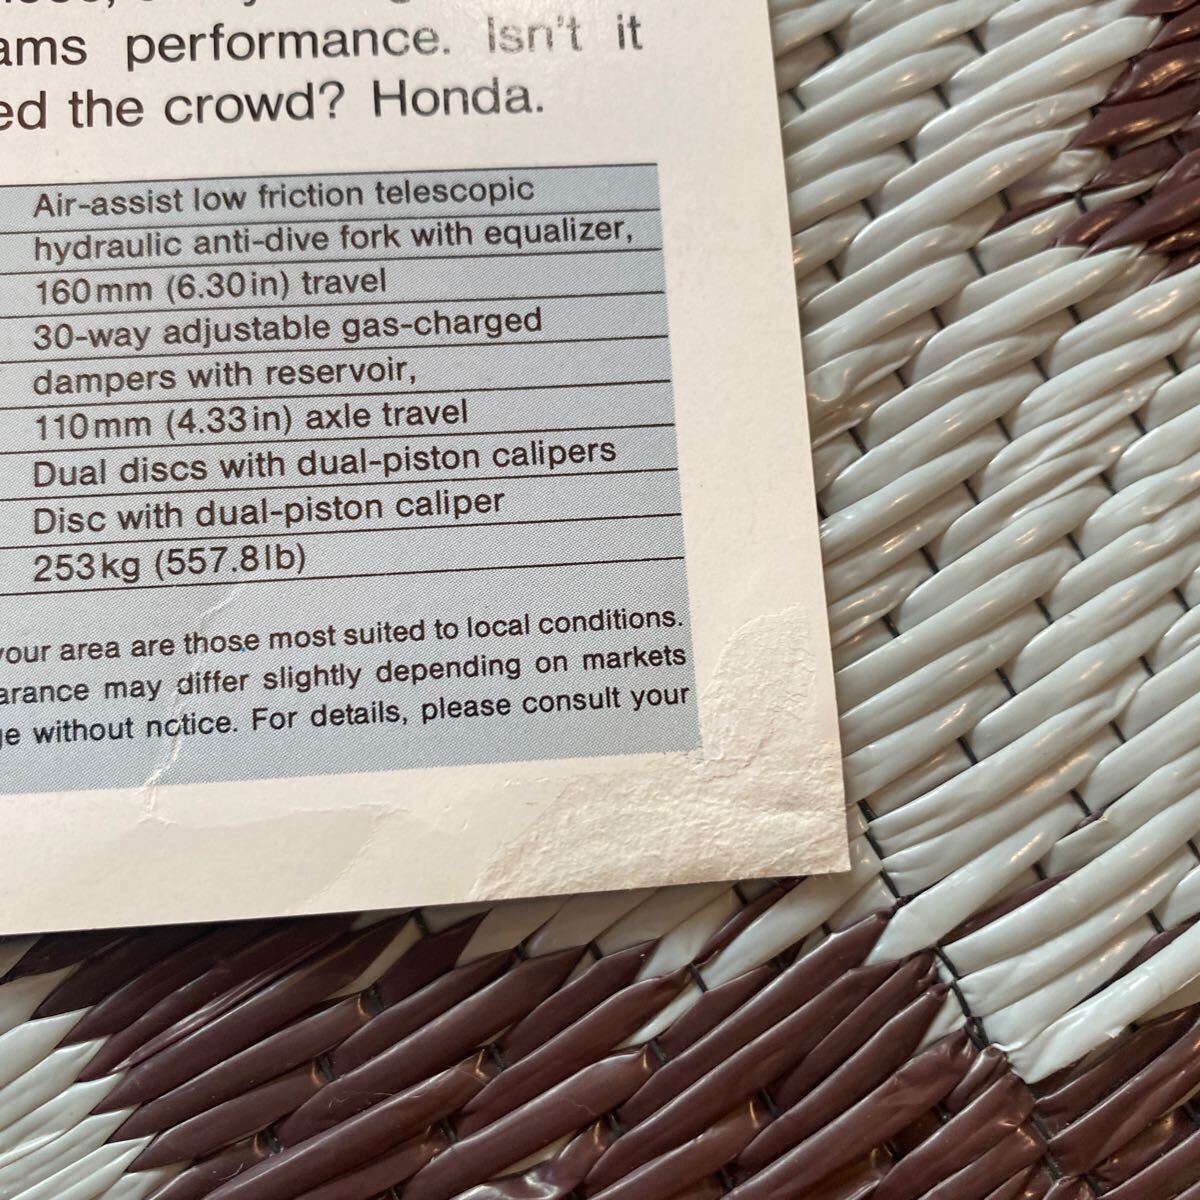 performance. Isn't it
the crowd? Honda.
Air-assist low friction telescopic
hydraulic anti-dive fork with equalizer,
160mm (6.30in) travel
30-way adjustable gas-charged
dampers with reservoir,
110mm (4.33in) axle travel
Dual discs with dual-piston calipers
Disc with dual-piston caliper
253kg (557.8lb)
your area are those most suited to local conditions.
arance may differ slightly depending on markets
without notice. For details, please consult your